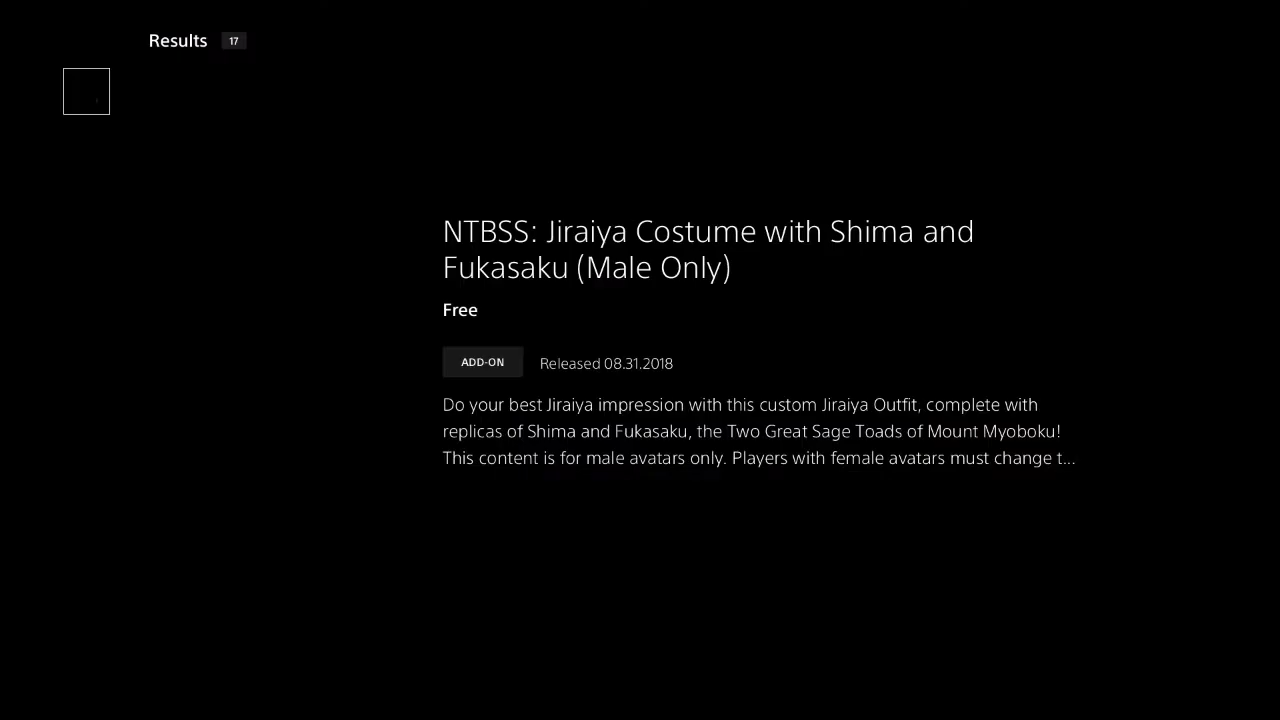 Results 17
NTBSS: Jiraiya Costume with Shima and
Fukasaku (Male Only)
Free
ADD-ON Released 08.31.2018
Do your best Jiraiya impression with this custom Jiraiya Outfit, complete with
replicas of Shima and Fukasaku, the Two Great Sage Toads of Mount Myoboku!
This content is for male avatars only. Players with female avatars must change t...